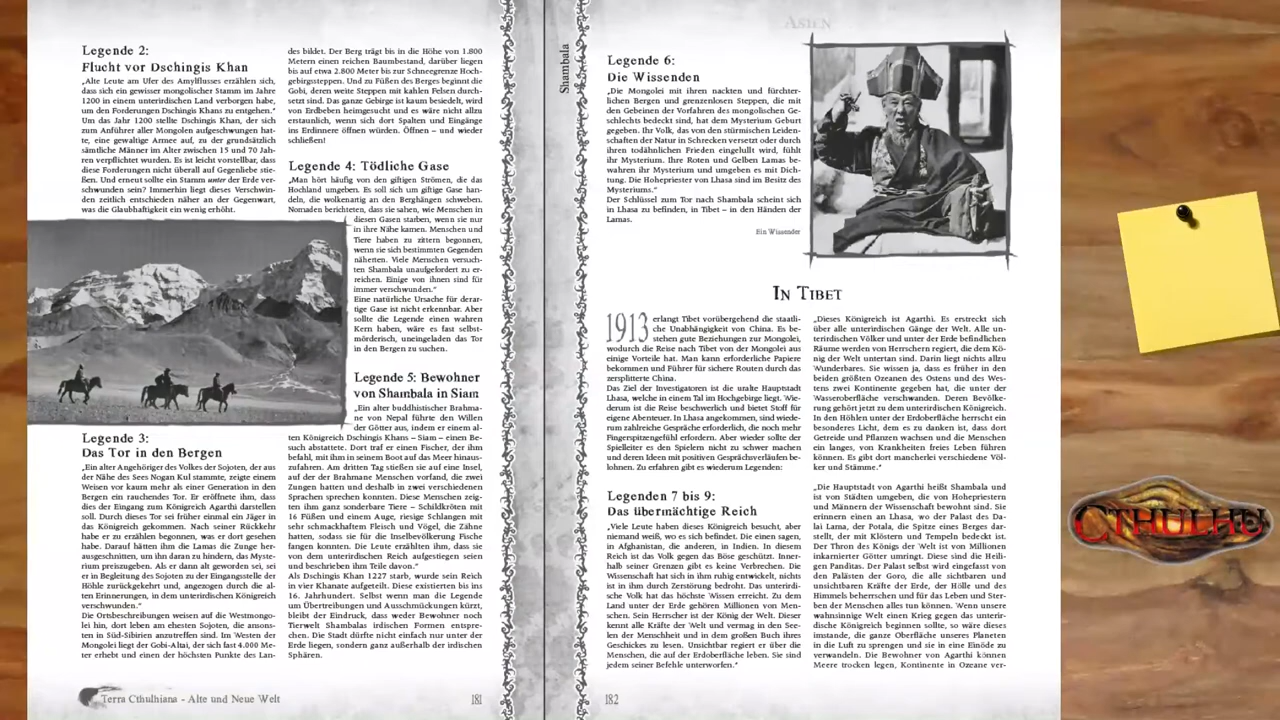 Legende 2:
Flucht vor Dschingis Khan
„Alte Leute am Ufer des Amylflusses erzählen sich,
dass sich ein gewisser mongolischer Stamm im Jahre
1200 in einem unterirdischen Land verborgen habe,
um den Forderungen Dschingis Khans zu entgehen.“
Um das Jahr 1200 stellte Dschingis Khan, der sich
zum Anführer aller Mongolen aufgeschwungen hat-
te, eine gewaltige Armee auf, zu der grundsätzlich
sämtliche Männer im Alter zwischen 15 und 70 Jah-
ren verpflichtet wurden. Es ist leicht vorstellbar, dass
diese Forderungen nicht überall auf Gegenliebe stie-
ßen. Und erneut sollte ein Stamm unter der Erde ver-
schwunden sein? Immerhin liegt dieses Verschwin-
den zeitlich entschieden näher an der Gegenwart,
was die Glaubhaftigkeit ein wenig erhöht.
Legende 3:
Das Tor in den Bergen
„Ein alter Angehöriger des Volkes der Sojoten, der aus
der Nähe des Sees Nogan Kul stammte, zeigte einem
Weisen vor kaum mehr als einer Generation in den
Bergen ein rauchendes Tor. Er eröffnete ihm, dass
dies der Eingang zum Königreich Agarthi darstellen
soll. Durch dieses Tor sei früher einmal ein Jäger in
das Königreich gekommen. Nach seiner Rückkehr
habe er zu erzählen begonnen, was er dort gesehen
habe. Darauf hätten ihm die Lamas die Zunge her-
ausgeschnitten, um ihn daran zu hindern, das Myste-
rium preiszugeben. Als er dann alt geworden sei, sei
er in Begleitung des Sojoten zu der Eingangsstelle der
Höhle zurückgekehrt und, angezogen durch die al-
ten Erinnerungen, in dem unterirdischen Königreich
verschwunden.“
Die Ortsbeschreibungen weisen auf die Westmongo-
lei hin, dort leben am ehesten Sojoten, die ansons-
ten in Süd-Sibirien anzutreffen sind. Im Westen der
Mongolei liegt der Gobi-Altai, der sich fast 4.000 Me-
ter erhebt und einen der höchsten Punkte des Lan-
des bildet. Der Berg trägt bis in die Höhe von 1.800
Metern einen reichen Baumbestand, darüber liegen
bis auf etwa 2.800 Meter bis zur Schneegrenze Hoch-
gebirgssteppen. Und zu Füßen des Berges beginnt die
Gobi, deren weite Steppen mit kahlen Felsen durch-
setzt sind. Das ganze Gebirge ist kaum besiedelt, wird
von Erdbeben heimgesucht und es wäre nicht allzu
erstaunlich, wenn sich dort Spalten und Eingänge
ins Erdinnere öffnen würden. Öffnen – und wieder
schließen!
Legende 4: Tödliche Gase
„Man hört häufig von den giftigen Strömen, die das
Hochland umgeben. Es soll sich um giftige Gase han-
deln, die wolkenartig an den Berghängen schweben.
Nomaden berichteten, dass sie sahen, wie Menschen in
diesen Gasen starben, wenn sie nur
in ihre Nähe kamen. Menschen und
Tiere haben zu zittern begonnen,
wenn sie sich bestimmten Gegenden
näherten. Viele Menschen versuch-
ten Shambala unaufgefordert zu er-
reichen. Einige von ihnen sind für
immer verschwunden.“
Eine natürliche Ursache für derar-
tige Gase ist nicht erkennbar. Aber
sollte die Legende einen wahren
Kern haben, wäre es fast selbst-
mörderisch, uneingeladen das Tor
in den Bergen zu suchen.
Legende 5: Bewohner
von Shambala in Siam
„Ein alter buddhistischer Brahma-
ne von Nepal führte den Willen
der Götter aus, indem er einem al-
ten Königreich Dschingis Khans – Siam – einen Be-
such abstattete. Dort traf er einen Fischer, der ihm
befahl, mit ihm in seinem Boot auf das Meer hinaus-
zufahren. Am dritten Tag stießen sie auf eine Insel,
auf der der Brahmane Menschen vorfand, die zwei
Zungen hatten und deshalb in zwei verschiedenen
Sprachen sprechen konnten. Diese Menschen zeig-
ten ihm ganz sonderbare Tiere – Schildkröten mit
16 Füßen und einem Auge, riesige Schlangen mit
sehr schmackhaftem Fleisch und Vögel, die Zähne
hatten, sodass sie für die Inselbevölkerung Fische
fangen konnten. Die Leute erzählten ihm, dass sie
von dem unterirdischen Reich aufgestiegen seien
und beschrieben ihm Teile davon.“
Als Dschingis Khan 1227 starb, wurde sein Reich
in vier Khanate aufgeteilt. Diese existierten bis ins
16. Jahrhundert. Selbst wenn man die Legende
um Übertreibungen und Ausschmückungen kürzt,
bleibt der Eindruck, dass weder Bewohner noch
Tierwelt Shambalas irdischen Formen entspre-
chen. Die Stadt dürfte nicht einfach nur unter der
Erde liegen, sondern ganz außerhalb der irdischen
Sphären.
Terra Cthulhiana - Alte und Neue Welt
181
Shambala
Asien
Legende 6:
Die Wissenden
„Die Mongolei mit ihren nackten und fürchter-
lichen Bergen und grenzenlosen Steppen, die mit
den Gebeinen der Vorfahren des mongolischen Ge-
schlechts bedeckt sind, hat dem Mysterium Geburt
gegeben. Ihr Volk, das von den stürmischen Leiden-
schaften der Natur in Schrecken versetzt oder durch
ihren todähnlichen Frieden eingelullt wird, fühlt
ihr Mysterium. Ihre Roten und Gelben Lamas be-
wahren ihr Mysterium und umgeben es mit Dich-
tung. Die Hohepriester von Lhasa sind im Besitz des
Mysteriums.“
Der Schlüssel zum Tor nach Shambala scheint sich
in Lhasa zu befinden, in Tibet – in den Händen der
Lamas.
Ein Wissender
In Tibet
1913 erlangt Tibet vorübergehend die staatli-
che Unabhängigkeit von China. Es be-
stehen gute Beziehungen zur Mongolei,
wodurch die Reise nach Tibet von der Mongolei aus
einige Vorteile hat. Man kann erforderliche Papiere
bekommen und Führer für sichere Routen durch das
zersplitterte China.
Das Ziel der Investigatoren ist die uralte Hauptstadt
Lhasa, welche in einem Tal im Hochgebirge liegt. Wie-
derum ist die Reise beschwerlich und bietet Stoff für
eigene Abenteuer. In Lhasa angekommen, sind wiede-
rum zahlreiche Gespräche erforderlich, die noch mehr
Fingerspitzengefühl erfordern. Aber wieder sollte der
Spielleiter es den Spielern nicht zu schwer machen
und deren Ideen mit positiven Gesprächsverläufen be-
lohnen. Zu erfahren gibt es wiederum Legenden:
Legenden 7 bis 9:
Das übermächtige Reich
„Viele Leute haben dieses Königreich besucht, aber
niemand weiß, wo es sich befindet. Die einen sagen,
in Afghanistan, die anderen, in Indien. In diesem
Reich ist das Volk gegen das Böse geschützt. Inner-
halb seiner Grenzen gibt es keine Verbrechen. Die
Wissenschaft hat sich in ihm ruhig entwickelt, nichts
ist in ihm durch Zerstörung bedroht. Das unterirdi-
sche Volk hat das höchste Wissen erreicht. Zu dem
Land unter der Erde gehören Millionen von Men-
schen. Sein Herrscher ist der König der Welt. Dieser
kennt alle Kräfte der Welt und vermag in den See-
len der Menschheit und in dem großen Buch ihres
Geschickes zu lesen. Unsichtbar regiert er über die
Menschen, die auf der Erdoberfläche leben. Sie sind
jedem seiner Befehle unterworfen.“
„Dieses Königreich ist Agarthi. Es erstreckt sich
über alle unterirdischen Gänge der Welt. Alle un-
terirdischen Völker und unter der Erde befindlichen
Räume werden von Herrschern regiert, die dem Kö-
nig der Welt untertan sind. Darin liegt nichts allzu
Wunderbares. Sie wissen ja, dass es früher in den
beiden größten Ozeanen des Ostens und des Wes-
tens zwei Kontinente gegeben hat, die unter der
Wasseroberfläche verschwanden. Deren Bevölke-
rung gehört jetzt zu dem unterirdischen Königreich.
In den Höhlen unter der Erdoberfläche herrscht ein
besonderes Licht, dem es zu danken ist, dass dort
Getreide und Pflanzen wachsen und die Menschen
ein langes, von Krankheiten freies Leben führen
können. Es gibt dort mancherlei verschiedene Völ-
ker und Stämme.“
„Die Hauptstadt von Agarthi heißt Shambala und
ist von Städten umgeben, die von Hohepriestern
und Männern der Wissenschaft bewohnt sind. Sie
erinnern einen an Lhasa, wo der Palast des Da-
lai Lama, der Potala, die Spitze eines Berges dar-
stellt, der mit Klöstern und Tempeln bedeckt ist.
Der Thron des Königs der Welt ist von Millionen
inkarnierter Götter umringt. Diese sind die Heili-
gen Panditas. Der Palast selbst wird eingefasst von
den Palästen der Goro, die alle sichtbaren und
unsichtbaren Kräfte der Erde, der Hölle und des
Himmels beherrschen und für das Leben und Ster-
ben der Menschen alles tun können. Wenn unsere
wahnsinnige Welt einen Krieg gegen das unterir-
dische Königreich beginnen sollte, so wäre dieses
imstande, die ganze Oberfläche unseres Planeten
in die Luft zu sprengen und sie in eine Einöde zu
verwandeln. Die Bewohner von Agarthi können
Meere trocken legen, Kontinente in Ozeane ver-
182
CTHULHU